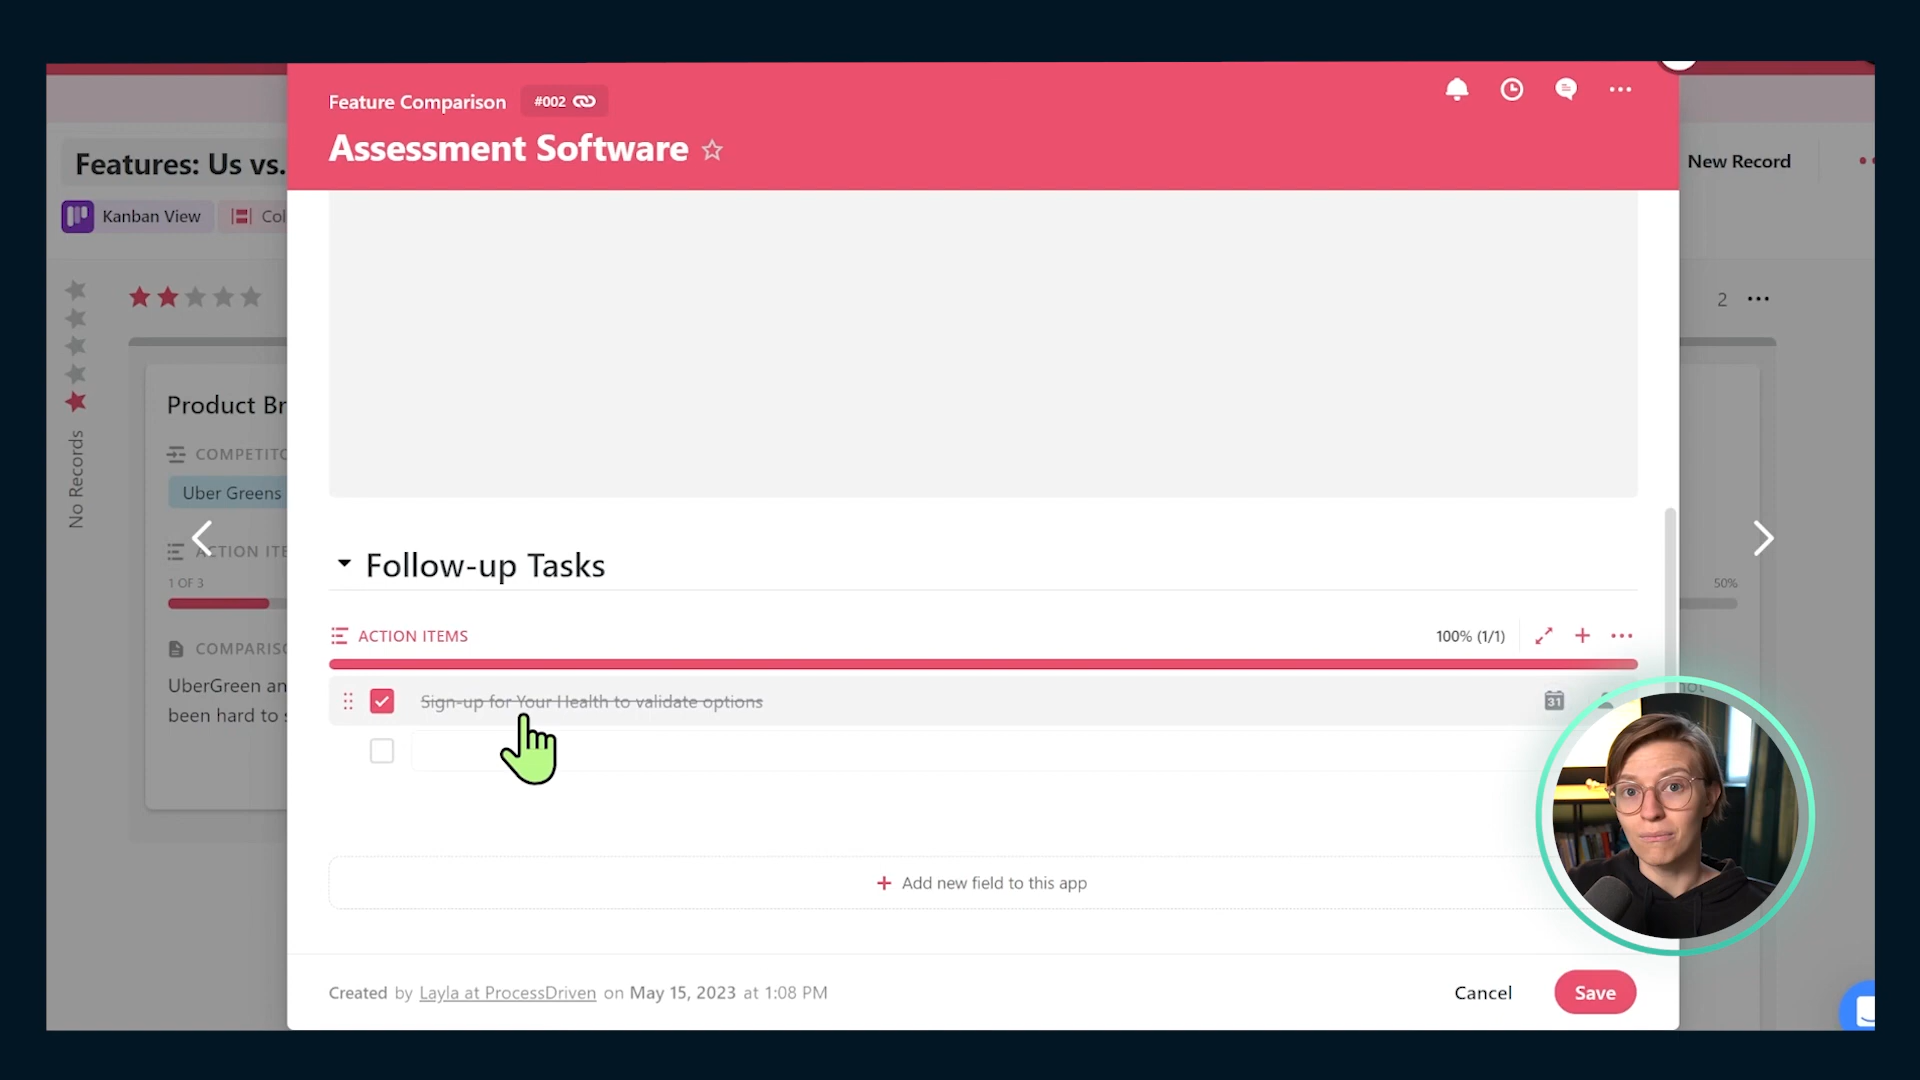 Feature Comparison #002
Assessment Software
Features: Us vs.
New Record
Kanban View
Col
2
No Records
Product Br
COMPETITO
Uber Greens
ACTION ITE
1 OF 3
50%
COMPARISO
UberGreen an
been hard to
Follow-up Tasks
ACTION ITEMS
100% (1/1)
Sign-up for Your Health to validate options
31
not
Add new field to this app
Created by Layla at ProcessDriven on May 15, 2023 at 1:08 PM
Cancel
Save